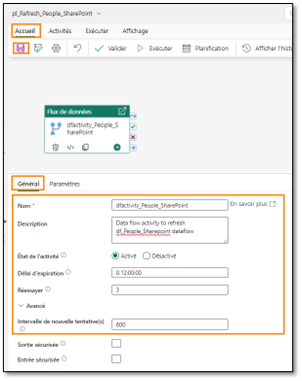 pl_Refresh_People_SharePoint
Accueil Activités Exécuter Affichage
Valider Exécuter Planification Afficher l'histo
Flux de données
dfactivity_People_S
harePoint
Général Paramètres
Nom * dfactivity_People_SharePoint En savoir plus
Description Data flow activity to refresh
df_People_Sharepoint dataflow
État de l'activité Activé Désactivé
Délai d'expiration 0.12:00:00
Réessayer 3
Avancé
Intervalle de nouvelle tentative(s) 600
Sortie sécurisée
Entrée sécurisée